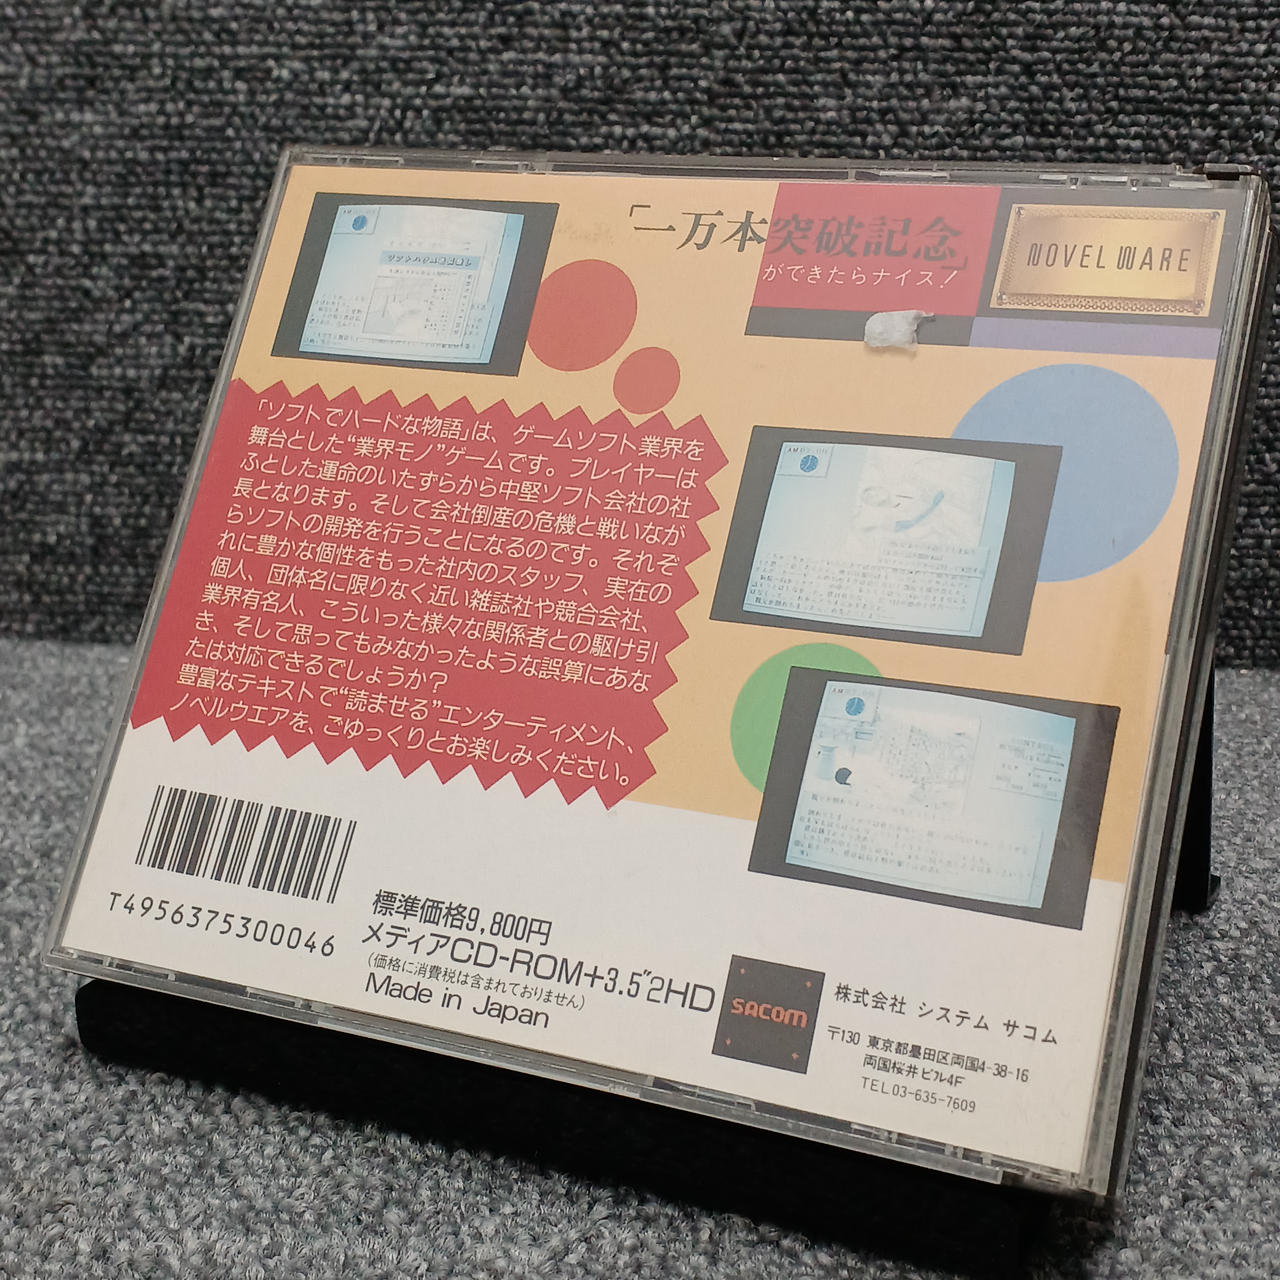 「一万本突破記念」
ができたらナイス!
NOVEL WARE
AM
ソフトハウス
「ソフトでハードな物語」は、ゲームソフト業界を
舞台とした“業界モノ”ゲームです。プレイヤーは
ふとした運命のいたずらから中堅ソフト会社の社
長となります。そして会社倒産の危機と戦いなが
らソフトの開発を行うことになるのです。それぞ
れに豊かな個性をもった社内のスタッフ、実在の
個人、団体名に限りなく近い雑誌社や競合会社、
業界有名人、こういった様々な関係者との駆け引
き、そして思ってもみなかったような誤算にあな
たは対応できるでしょうか?
豊富なテキストで“読ませる”エンターティメント、
ノベルウエアを、ごゆっくりとお楽しみください。
AM
AM
T4956375300046
標準価格9,800円
メディアCD-ROM+3.5"2HD
(価格に消費税は含まれておりません)
Made in Japan
SACOM
株式会社 システム サコム
〒130 東京都墨田区両国4-38-16
両国桜井ビル4F
TEL03-635-7609